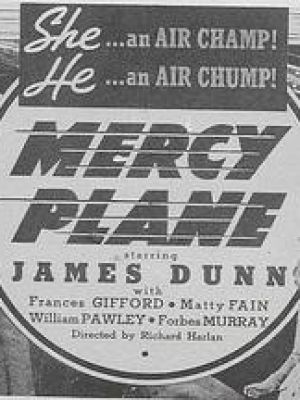 She ...an AIR CHAMP!
He ...an AIR CHUMP!
MERCY
PLANE
starring
JAMES DUNN
with
Frances GIFFORD • Matty FAIN
William PAWLEY • Forbes MURRAY
Directed by Richard Harlan